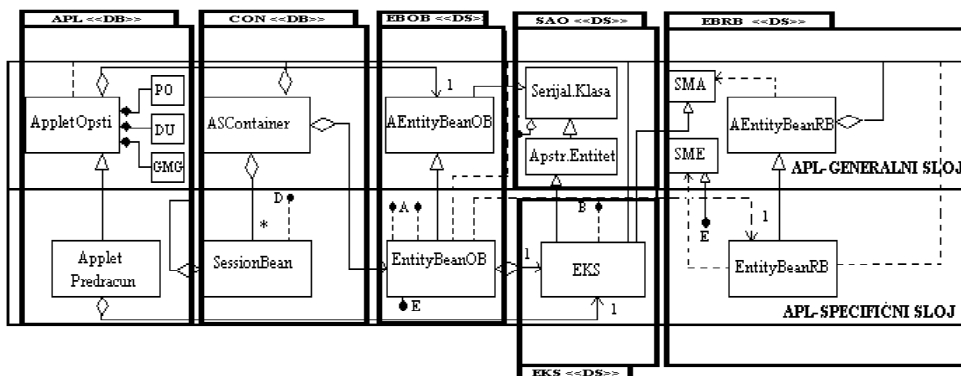 APL <<DB>>
CON <<DB>>
EBOB <<DS>>
SAO <<DS>>
EBRB <<DS>>
AppletOpsti
PO
DU
GMG
ASContainer
1
AEntityBeanOB
Serijal.Klasa
Apstr.Entitet
SMA
SME
AEntityBeanRB
APL-GENERALNI SLOJ
Applet
Predracun
D
*
SessionBean
A
EntityBeanOB
E
1
B
EKS
1
E
1
EntityBeanRB
APL-SPECIFIČNI SLOJ
EKS <<DS>>